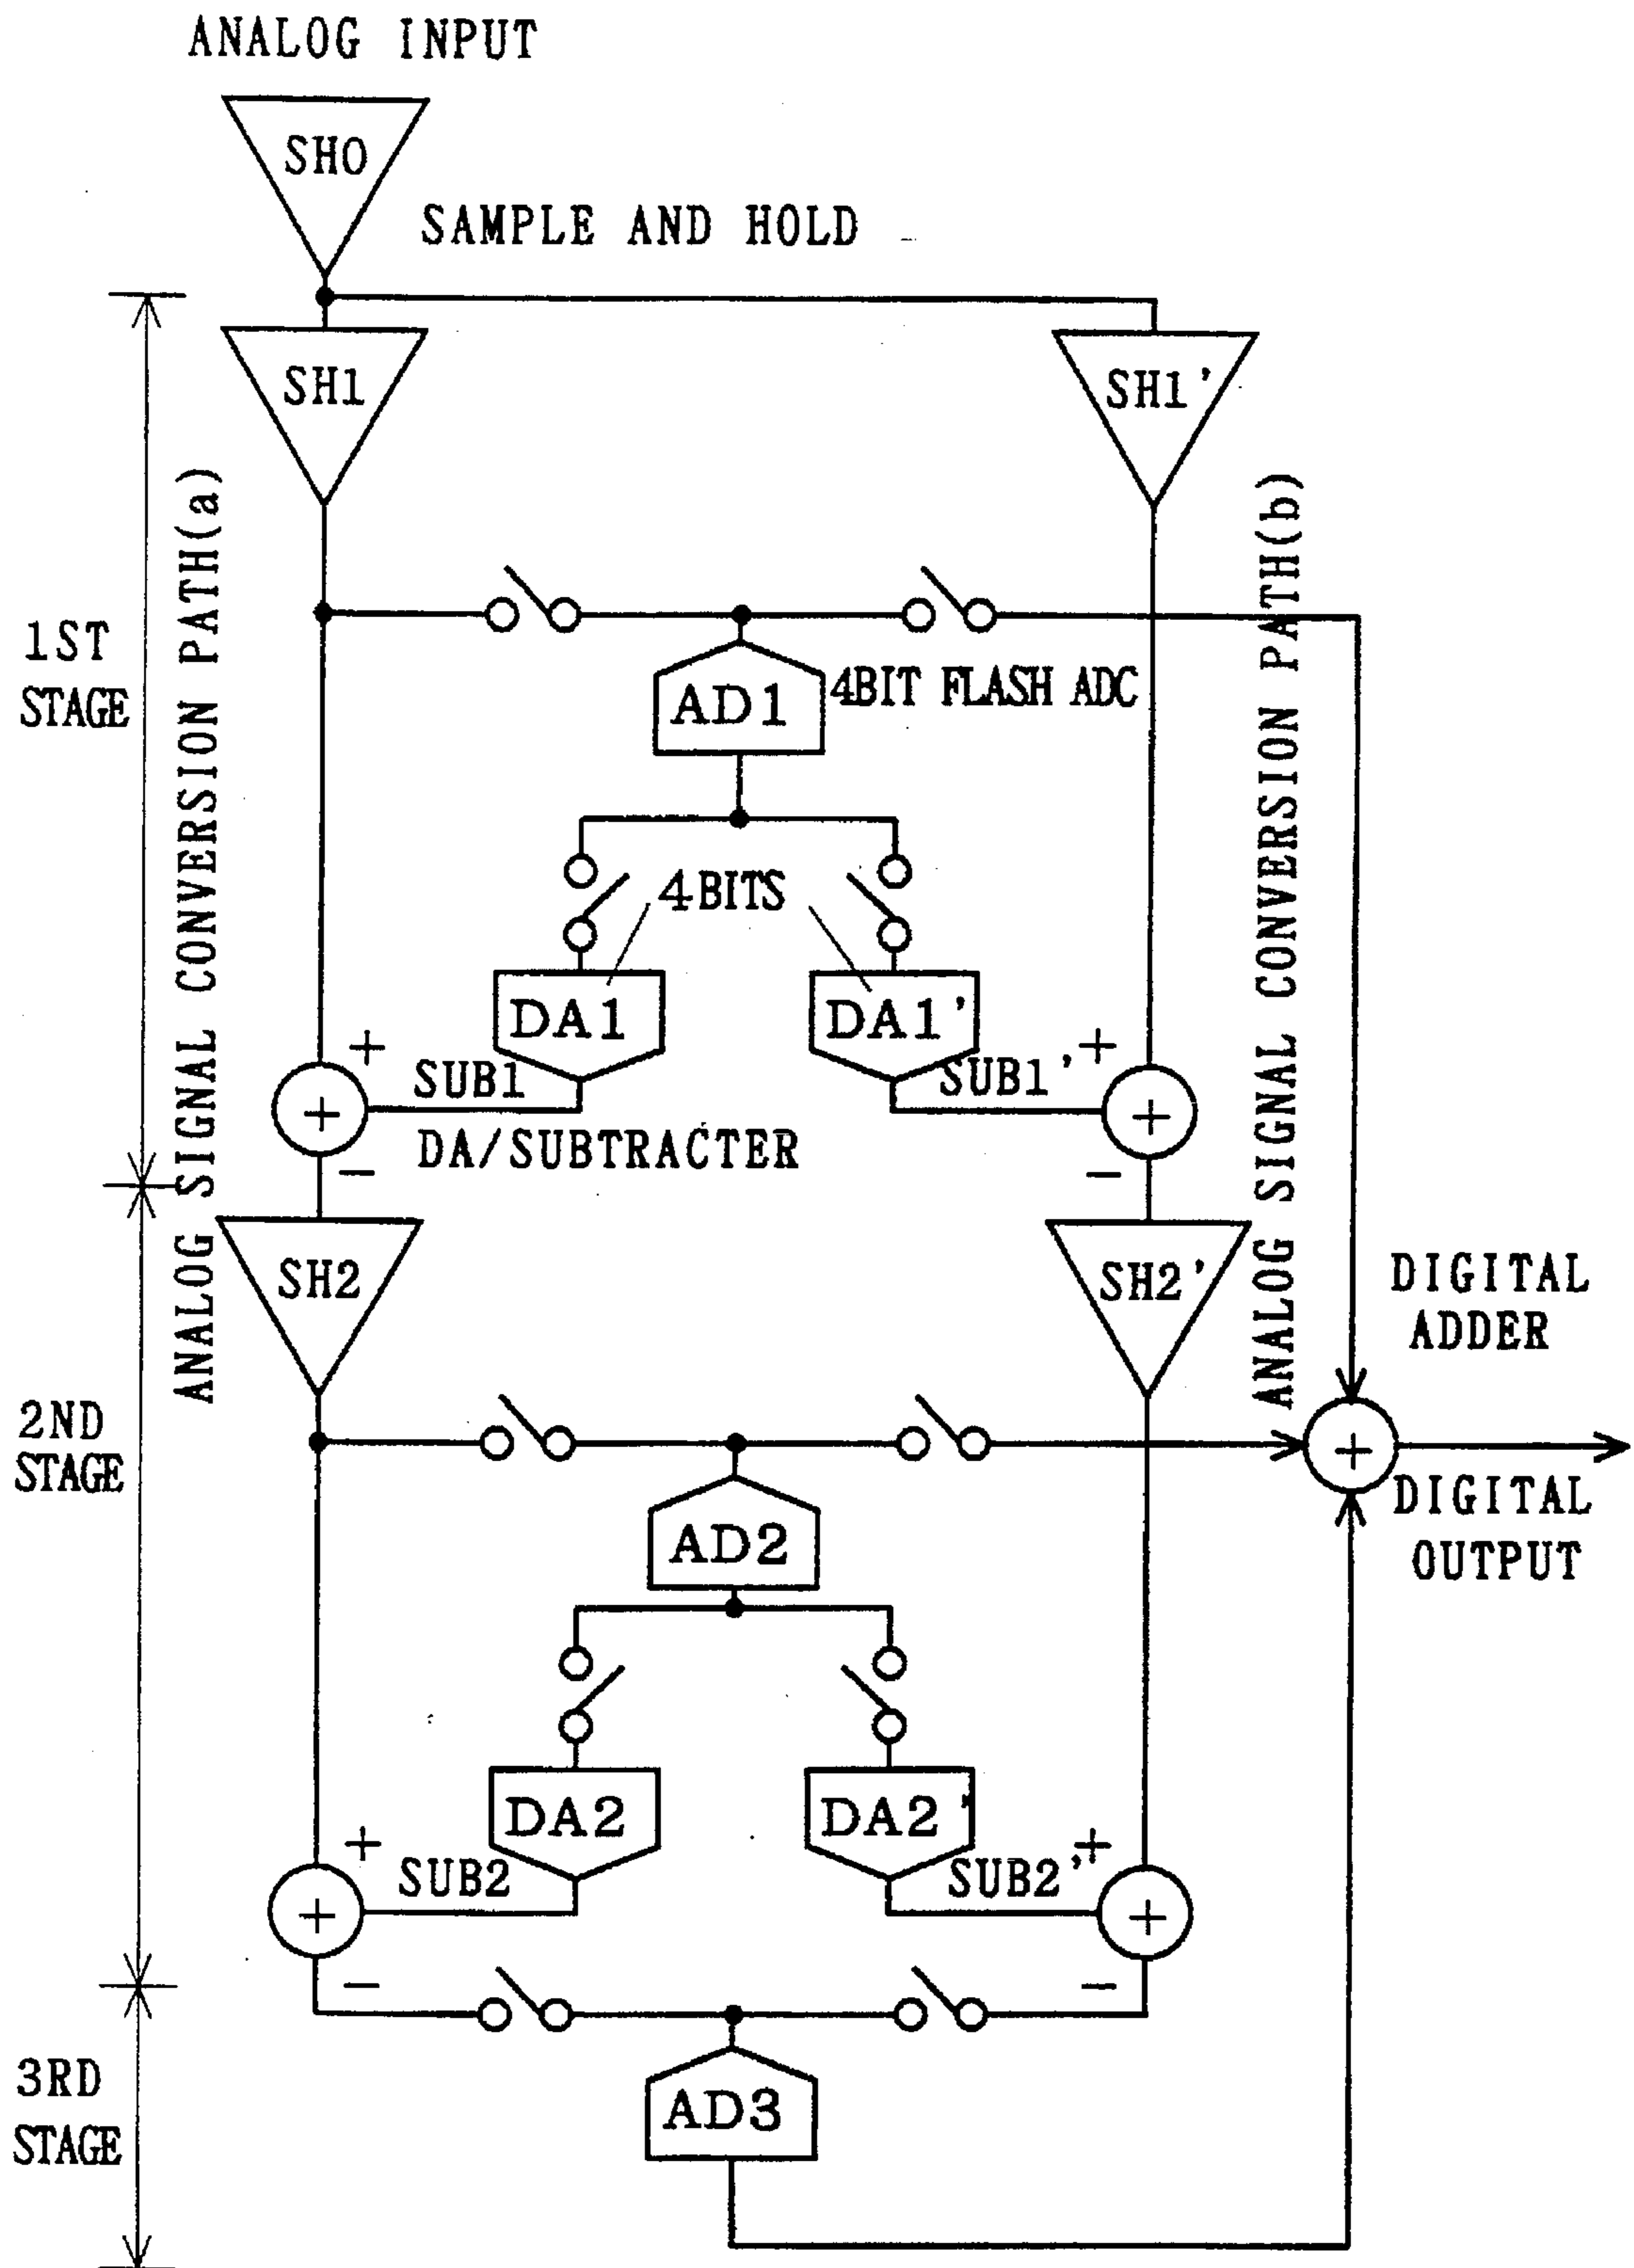 ANALOG INPUT
SH0
SAMPLE AND HOLD
SH1
SH1'
ANALOG SIGNAL CONVERSION PATH(a)
ANALOG SIGNAL CONVERSION PATH(b)
1ST
STAGE
AD1
4BIT FLASH ADC
4BITS
DA1
DA1'
+
SUB1
SUB1'
+
+
+
DA/SUBTRACTER
−
−
SH2
SH2'
DIGITAL
ADDER
2ND
STAGE
+
DIGITAL
OUTPUT
AD2
DA2
DA2'
+
SUB2
SUB2'
+
+
+
−
−
3RD
STAGE
AD3